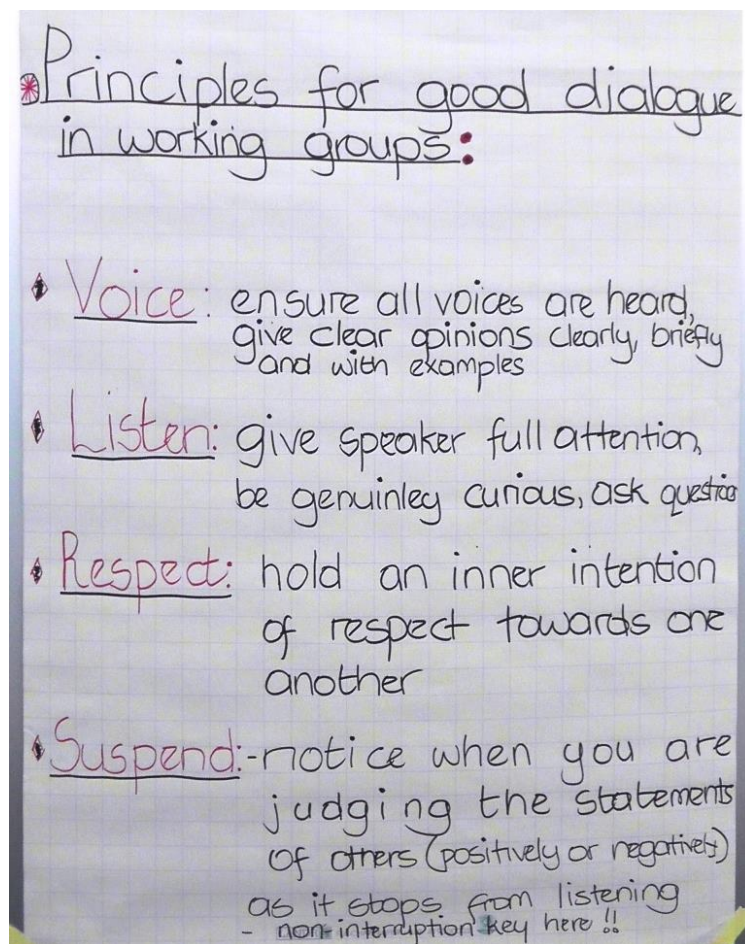 Principles for good dialogue
in working groups:
Voice: ensure all voices are heard,
give clear opinions clearly, briefly
and with examples
Listen: give speaker full attention,
be genuinley curious, ask question
Respect: hold an inner intention
of respect towards one
another
Suspend: - notice when you are
judging the statements
of others (positively or negatively)
as it stops from listening
- non interruption key here !!